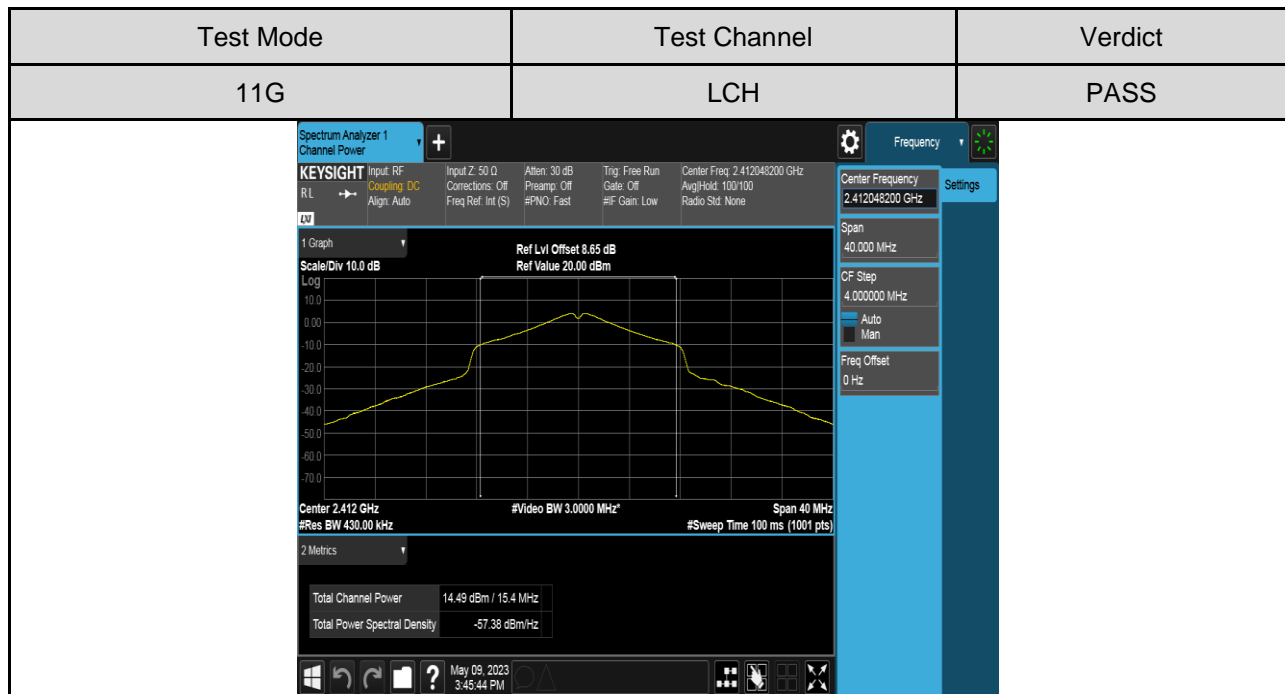 Test Mode Test Channel Verdict
11G LCH PASS
Spectrum Analyzer 1
Channel Power
+
Frequency
KEYSIGHT Input: RF Input Z: 50 Ω Atten: 30 dB Trig: Free Run Center Freq: 2.412048200 GHz
RL Coupling: DC Corrections: Off Preamp: Off Gate: Off Avg|Hold: 100/100
Align: Auto Freq Ref: Int (S) #PNO: Fast #IF Gain: Low Radio Std: None
LXI
Center Frequency
2.412048200 GHz
Settings
Span
40.000 MHz
CF Step
4.000000 MHz
Auto
Man
Freq Offset
0 Hz
1 Graph
Ref Lvl Offset 8.65 dB
Scale/Div 10.0 dB Ref Value 20.00 dBm
Log
10.0
0.00
-10.0
-20.0
-30.0
-40.0
-50.0
-60.0
-70.0
Center 2.412 GHz #Video BW 3.0000 MHz* Span 40 MHz
#Res BW 430.00 kHz #Sweep Time 100 ms (1001 pts)
2 Metrics
Total Channel Power 14.49 dBm / 15.4 MHz
Total Power Spectral Density -57.38 dBm/Hz
? May 09, 2023
3:45:44 PM